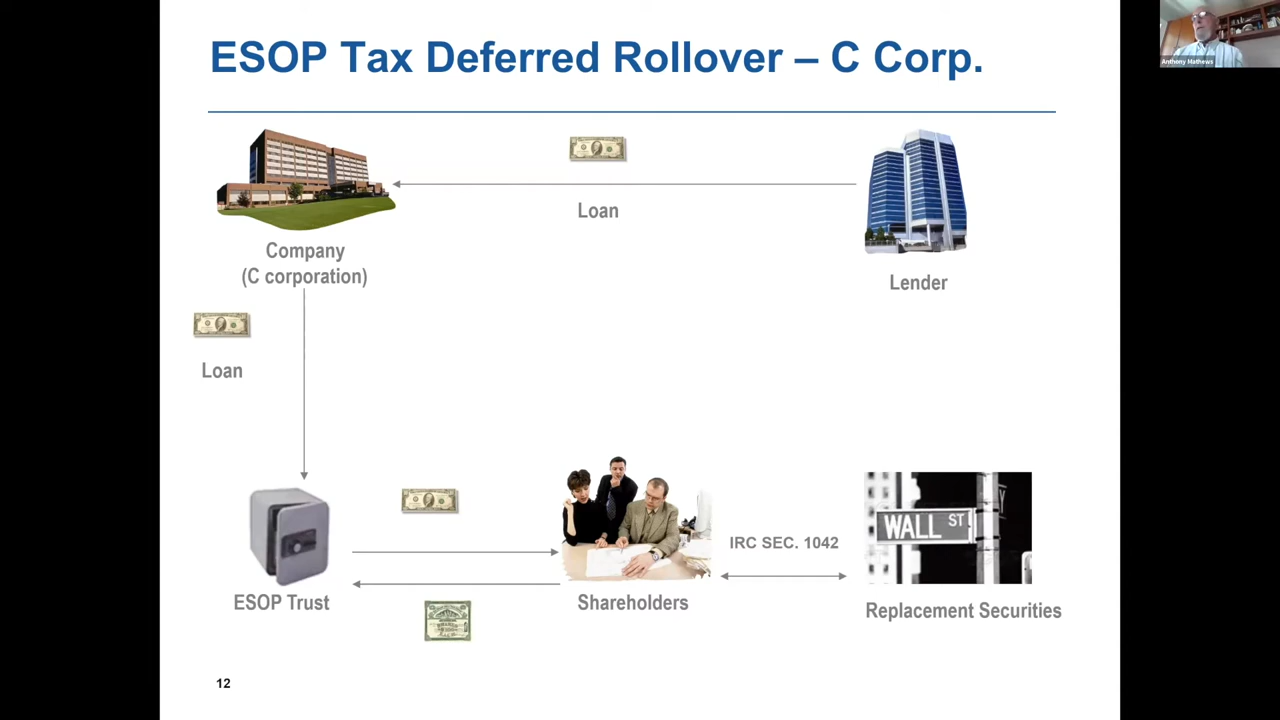 ESOP Tax Deferred Rollover – C Corp.
Anthony Mathews
Loan
Company
(C corporation)
Lender
Loan
WALL ST
IRC SEC. 1042
ESOP Trust
Shareholders
Replacement Securities
12